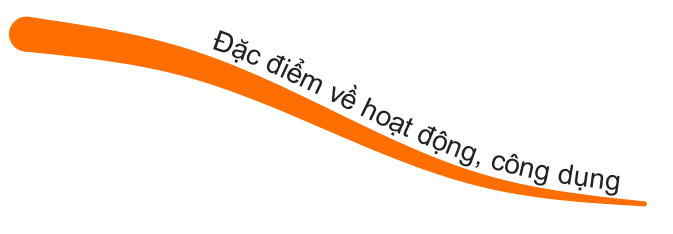 Đặc điểm về hoạt động, công dụng